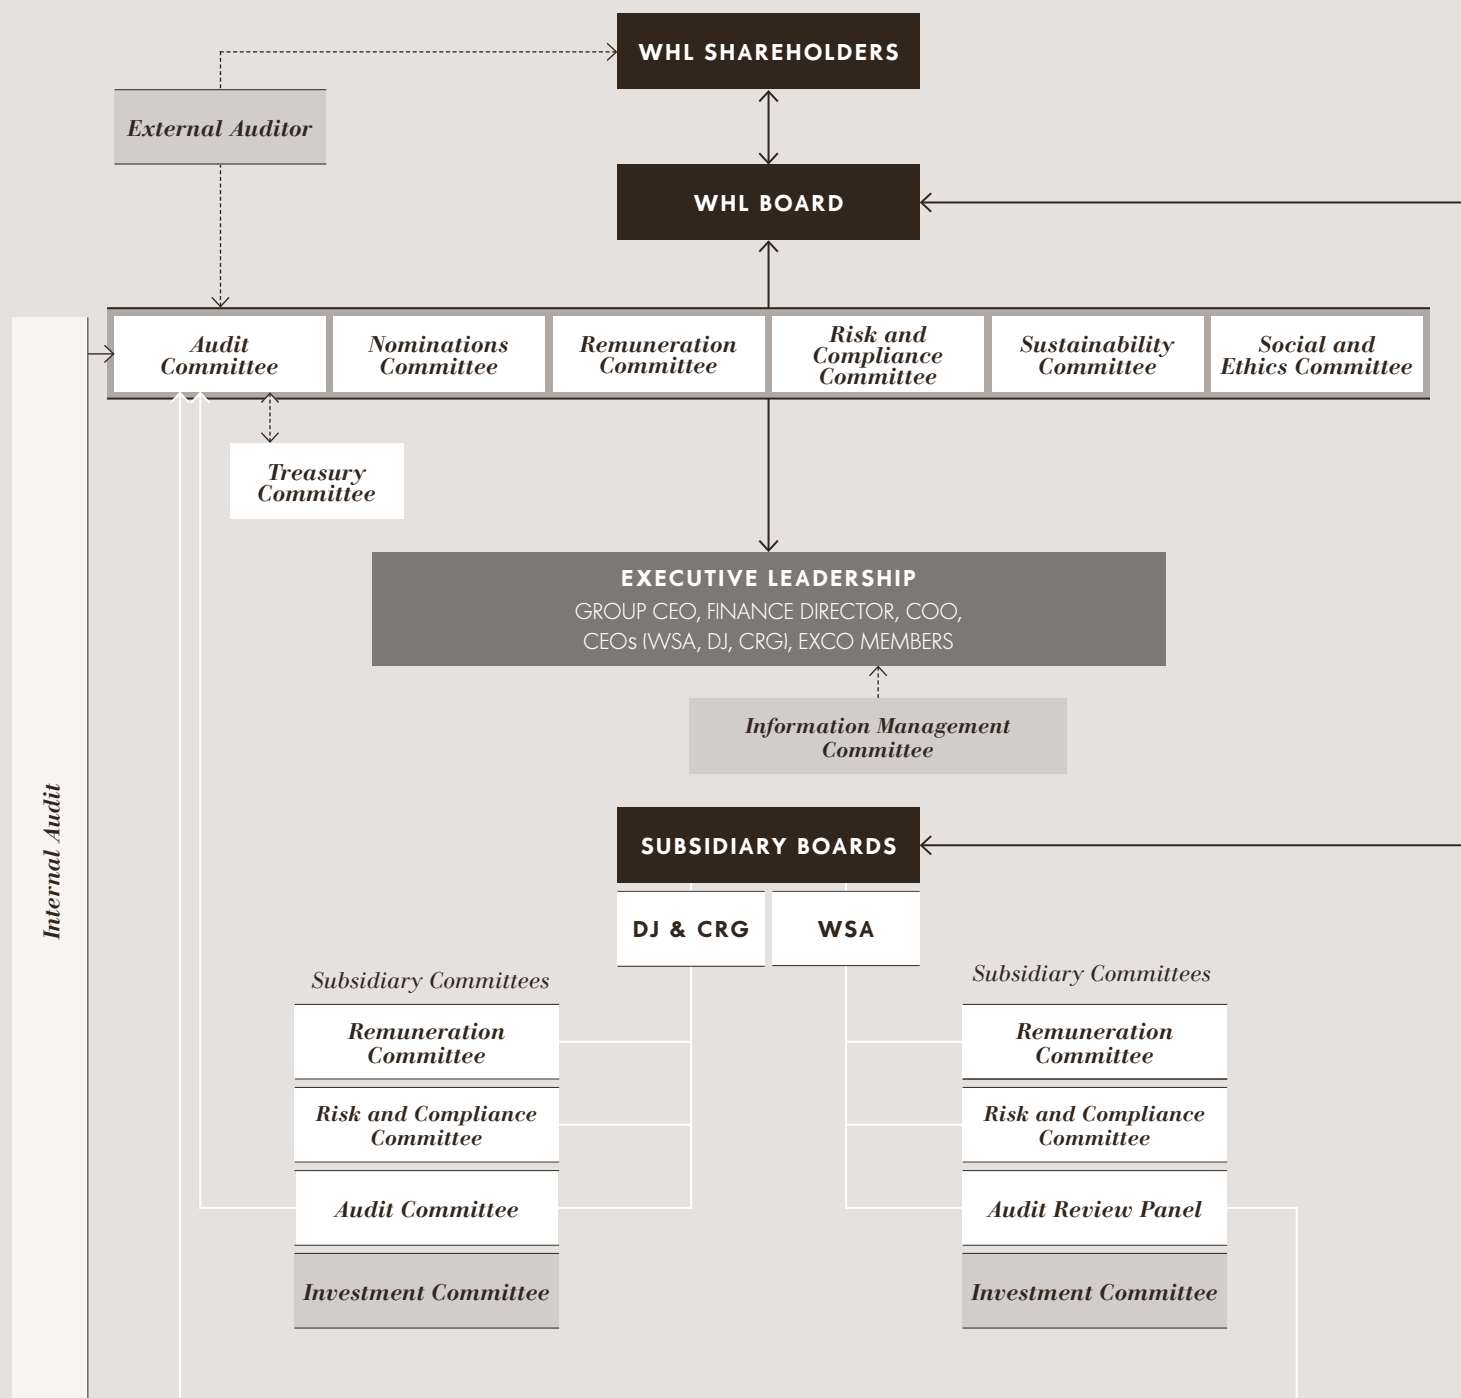 WHL SHAREHOLDERS
External Auditor
WHL BOARD
Audit
Committee
Nominations
Committee
Remuneration
Committee
Risk and
Compliance
Committee
Sustainability
Committee
Social and
Ethics Committee
Treasury
Committee
EXECUTIVE LEADERSHIP
GROUP CEO, FINANCE DIRECTOR, COO,
CEOs (WSA, DJ, CRG), EXCO MEMBERS
Information Management
Committee
Internal Audit
SUBSIDIARY BOARDS
DJ & CRG
WSA
Subsidiary Committees
Remuneration
Committee
Risk and Compliance
Committee
Audit Committee
Investment Committee
Subsidiary Committees
Remuneration
Committee
Risk and Compliance
Committee
Audit Review Panel
Investment Committee